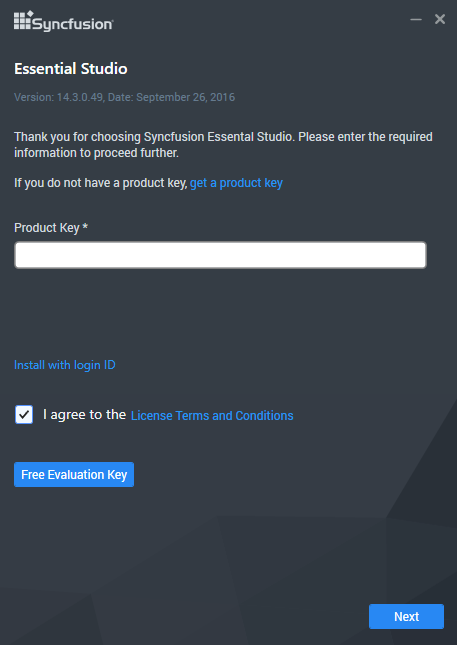 Syncfusion
Essential Studio
Version: 14.3.0.49, Date: September 26, 2016
Thank you for choosing Syncfusion Essental Studio. Please enter the required
information to proceed further.
If you do not have a product key, get a product key
Product Key *
Install with login ID
I agree to the License Terms and Conditions
Free Evaluation Key
Next